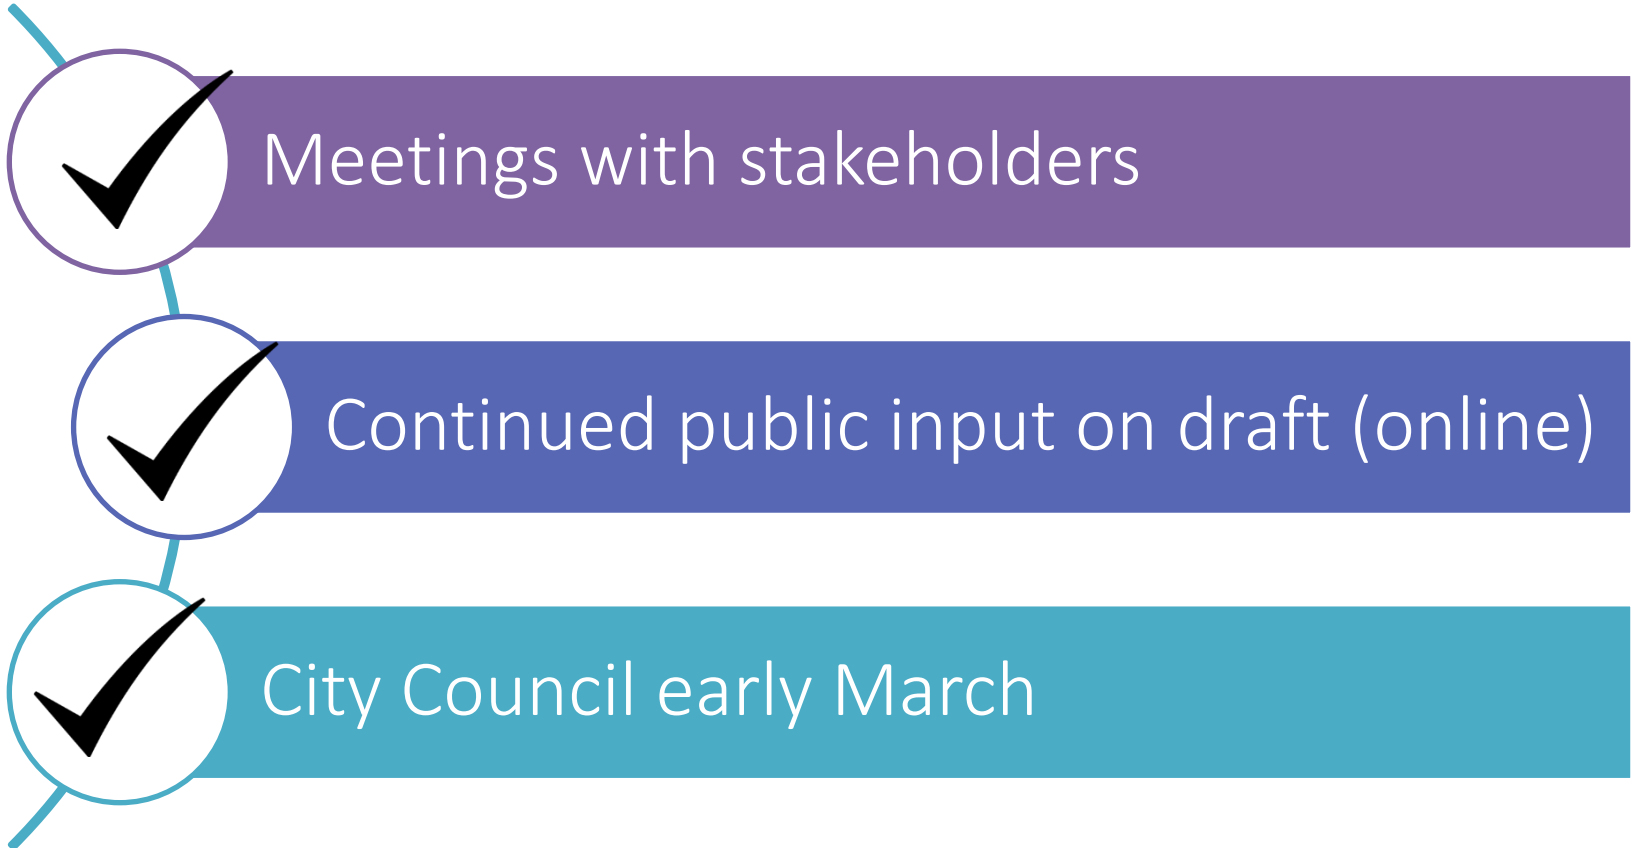 Meetings with stakeholders
Continued public input on draft (online)
City Council early March